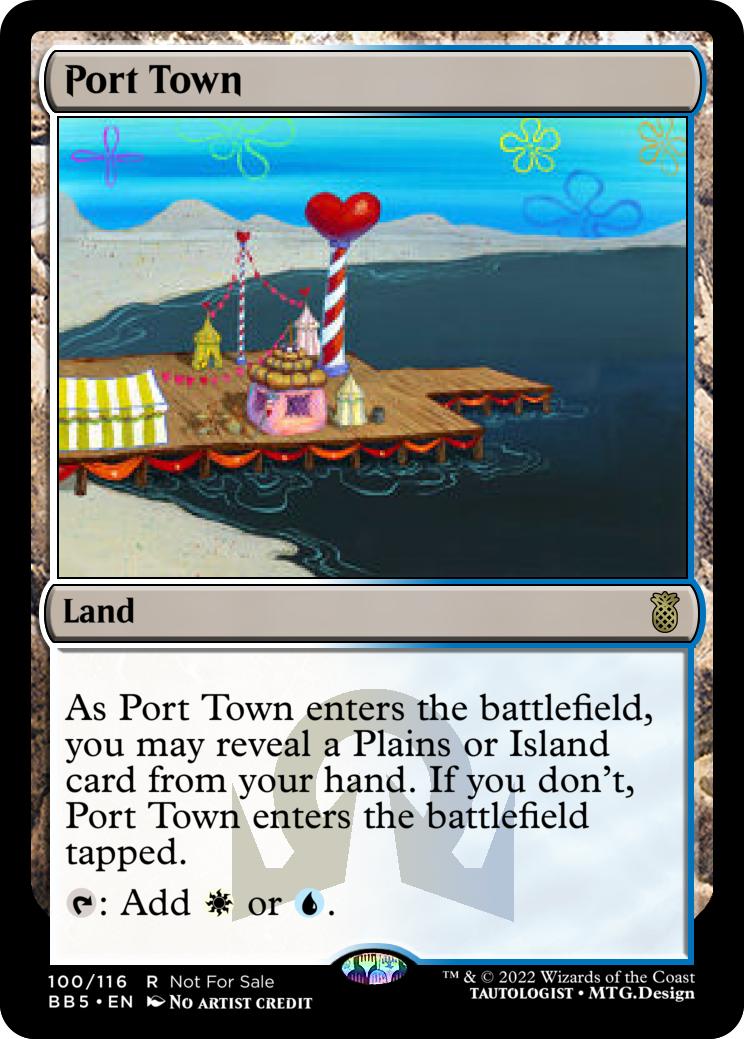 Port Town
Land
As Port Town enters the battlefield,
you may reveal a Plains or Island
card from your hand. If you don't,
Port Town enters the battlefield
tapped.
: Add or .
100/116 R Not For Sale
BB5 • EN No artist credit
™ & © 2022 Wizards of the Coast
TAUTOLOGIST • MTG.Design